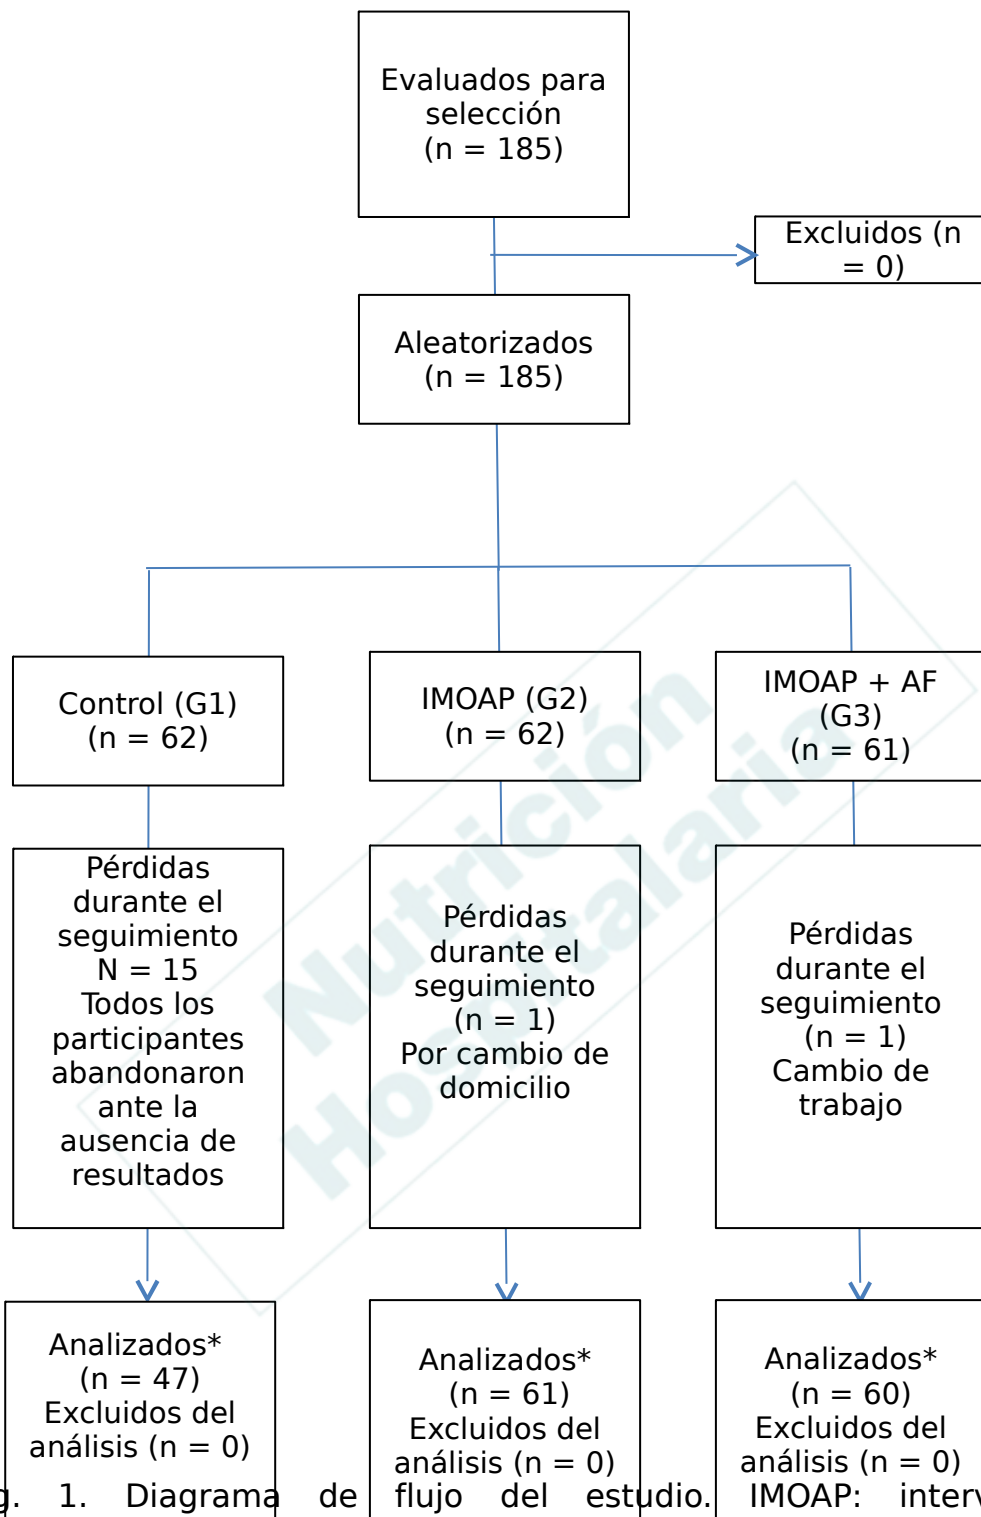 Evaluados para
selección
(n = 185)
Excluidos (n
= 0)
Aleatorizados
(n = 185)
Control (G1)
(n = 62)
IMOAP (G2)
(n = 62)
IMOAP + AF
(G3)
(n = 61)
Pérdidas
durante el
seguimiento
N = 15
Todos los
participantes
abandonaron
ante la
ausencia de
resultados
Pérdidas
durante el
seguimiento
(n = 1)
Por cambio de
domicilio
Pérdidas
durante el
seguimiento
(n = 1)
Cambio de
trabajo
Analizados*
(n = 47)
Excluidos del
análisis (n = 0)
Analizados*
(n = 61)
Excluidos del
análisis (n = 0)
Analizados*
(n = 60)
Excluidos del
análisis (n = 0)
g. 1. Diagrama de flujo del estudio. IMOAP: interv
Nutrición
Hospitalaria